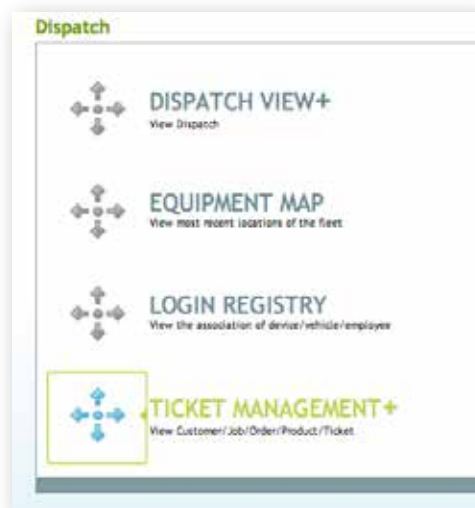 Dispatch
DISPATCH VIEW+
View Dispatch
EQUIPMENT MAP
View most recent locations of the fleet
LOGIN REGISTRY
View the association of device/vehicle/employee
TICKET MANAGEMENT+
View Customer/Job/Order/Product/Ticket